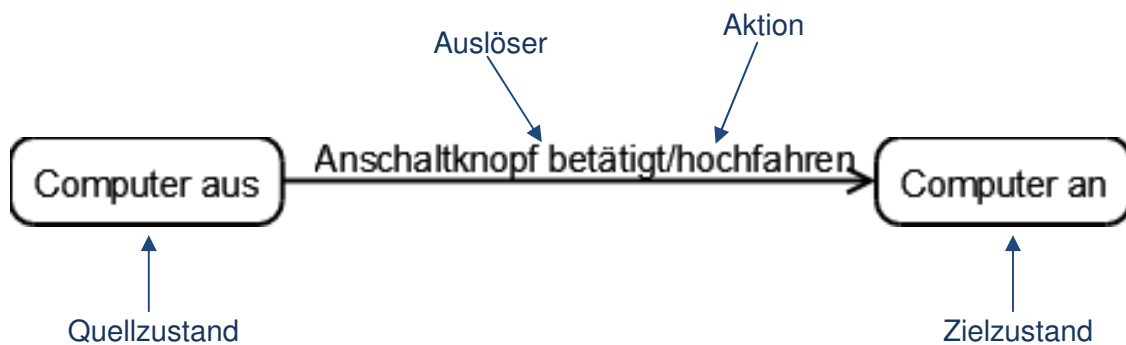 Aktion
Auslöser
Anschaltknopf betätigt/hochfahren
Computer aus
Computer an
Quellzustand
Zielzustand